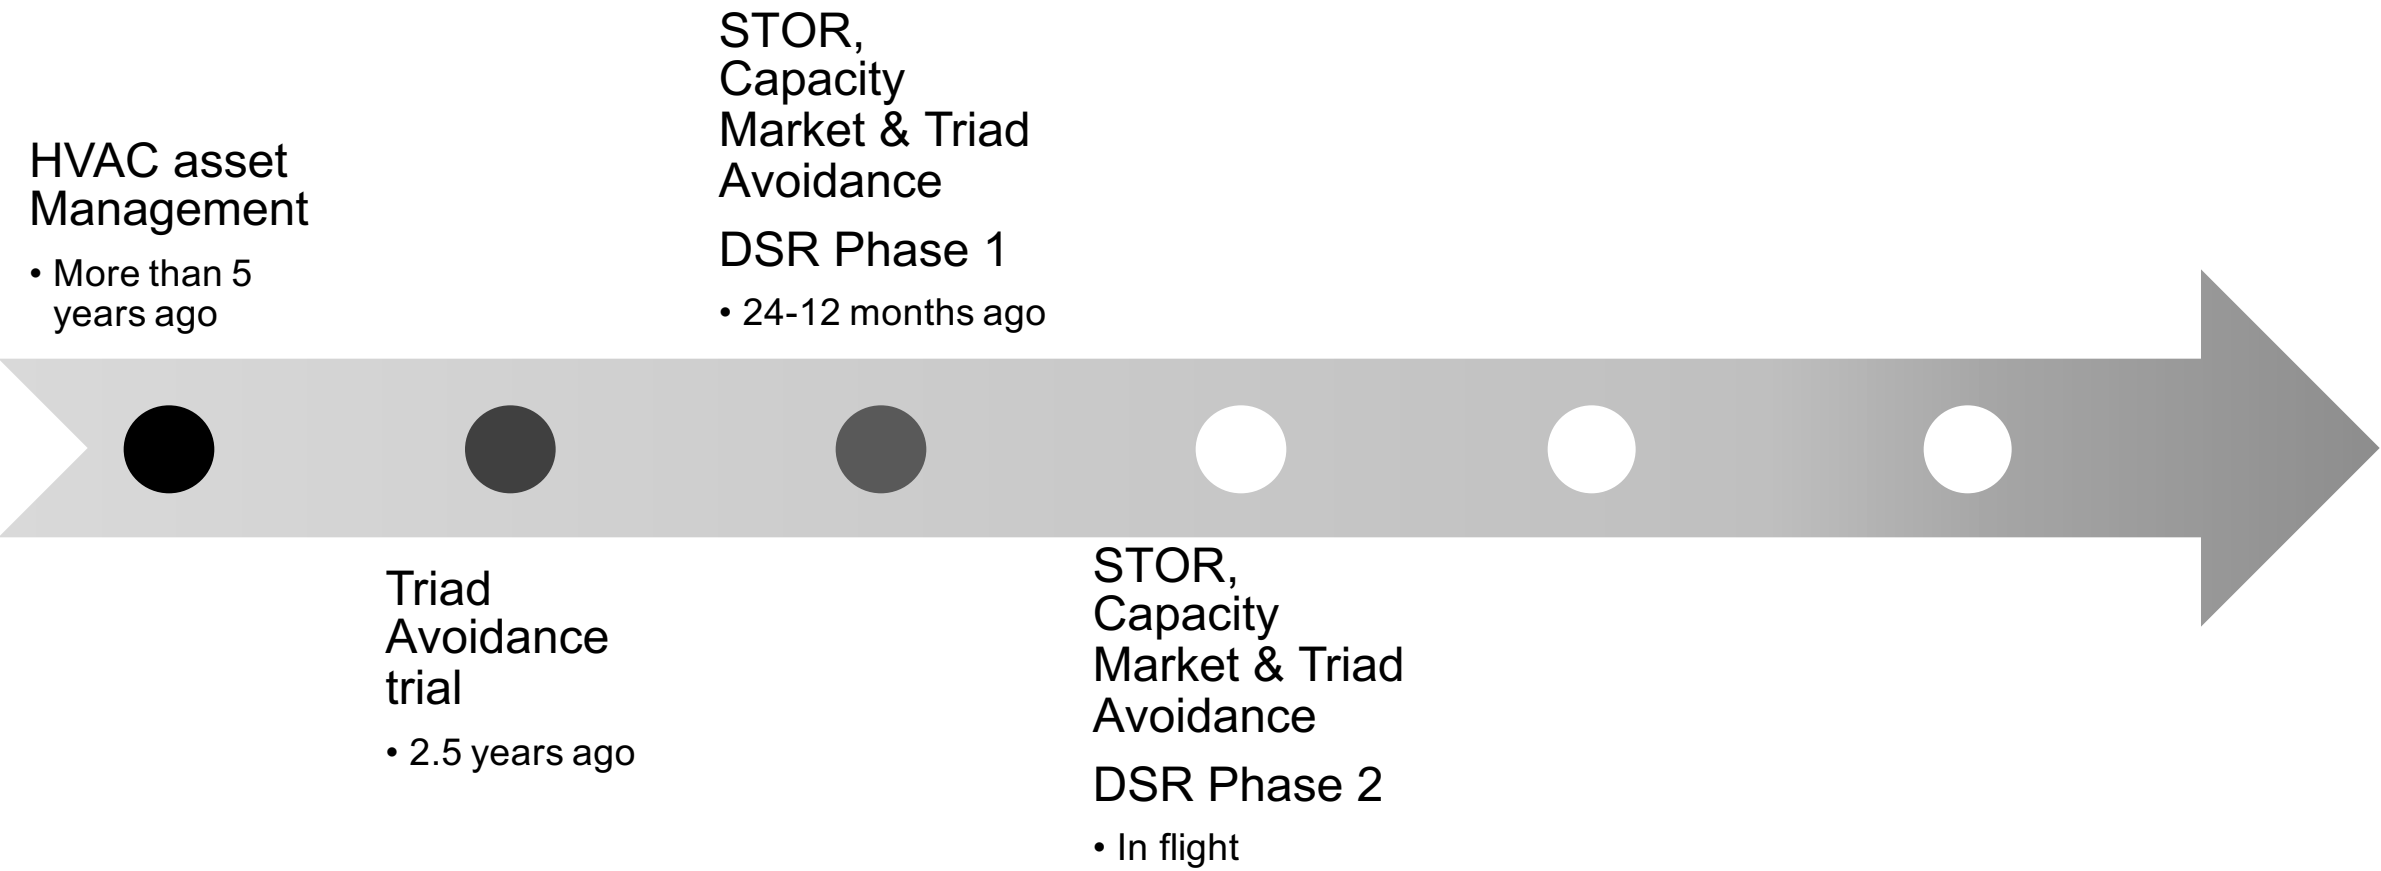 HVAC asset
Management
• More than 5
years ago
Triad
Avoidance
trial
• 2.5 years ago
STOR,
Capacity
Market & Triad
Avoidance
DSR Phase 1
• 24-12 months ago
STOR,
Capacity
Market & Triad
Avoidance
DSR Phase 2
• In flight